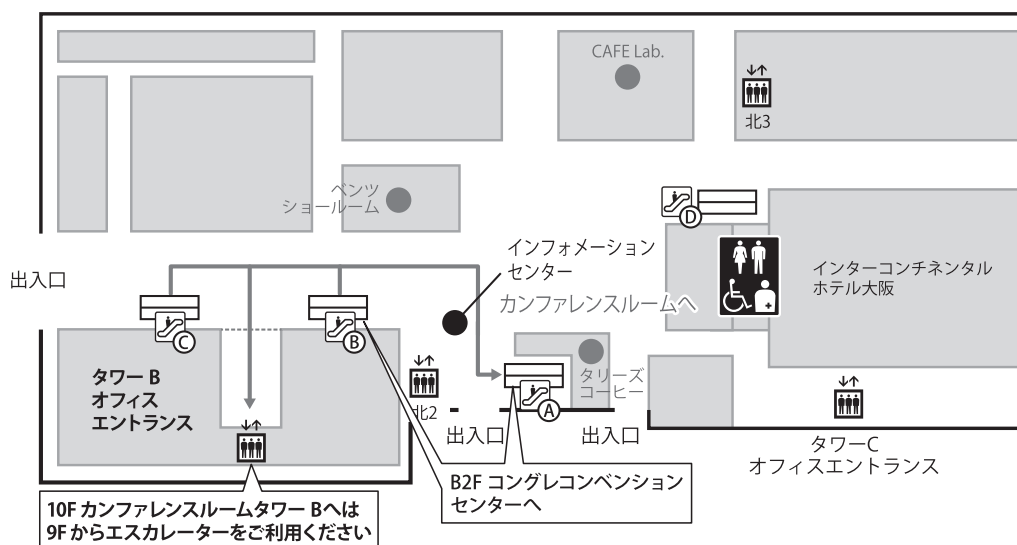 CAFE Lab.
北3
ベンツ
ショールーム
D
インフォメーション
センター
出入口
カンファレンスルームへ
インターコンチネンタル
ホテル大阪
C
B
タワー B
オフィス
エントランス
タリーズ
コーヒー
北2
A
出入口
出入口
タワーC
オフィスエントランス
B2F コングレコンベンション
センターへ
10F カンファレンスルームタワー Bへは
9F からエスカレーターをご利用ください